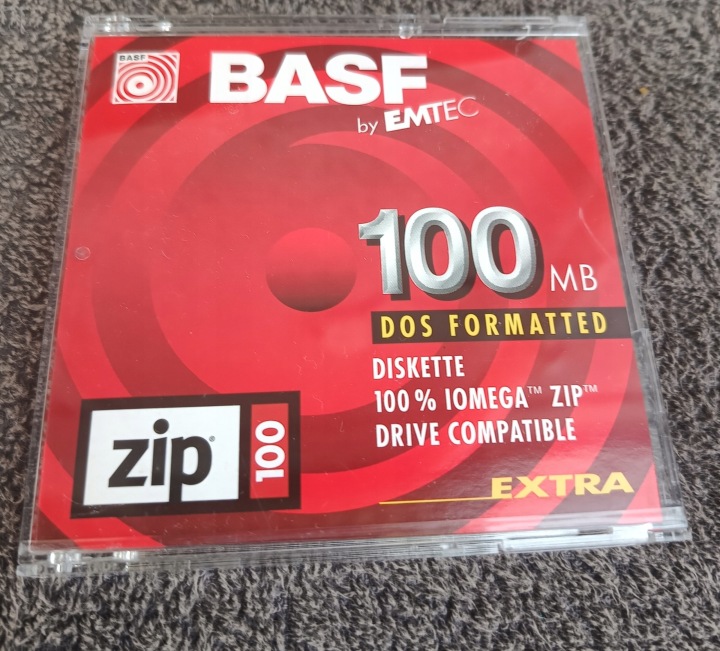 BASF
BASF
by EMTEC
100 MB
DOS FORMATTED
DISKETTE
100% IOMEGA™ ZIP™
DRIVE COMPATIBLE
zip®
100
EXTRA